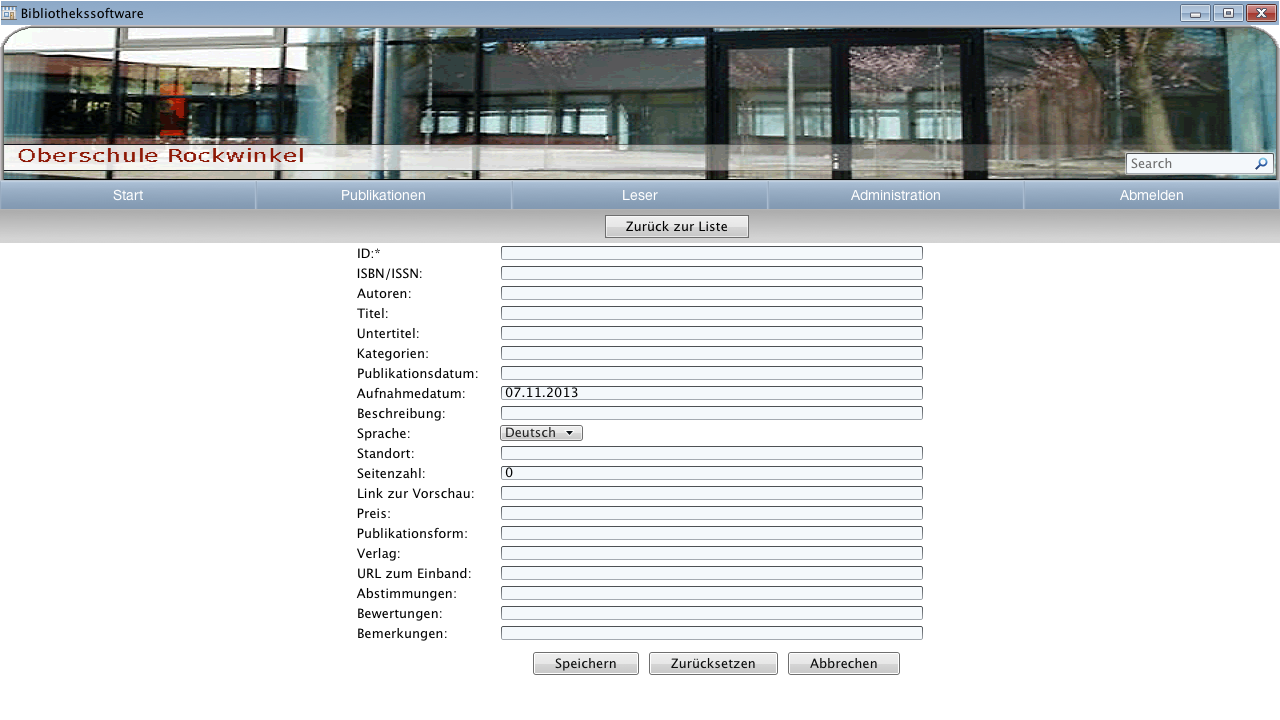 Bibliothekssoftware
Oberschule Rockwinkel
Search
Start Publikationen Leser Administration Abmelden
Zurück zur Liste
ID:*
ISBN/ISSN:
Autoren:
Titel:
Untertitel:
Kategorien:
Publikationsdatum:
Aufnahmedatum: 07.11.2013
Beschreibung:
Sprache: Deutsch
Standort:
Seitenzahl: 0
Link zur Vorschau:
Preis:
Publikationsform:
Verlag:
URL zum Einband:
Abstimmungen:
Bewertungen:
Bemerkungen:
Speichern Zurücksetzen Abbrechen